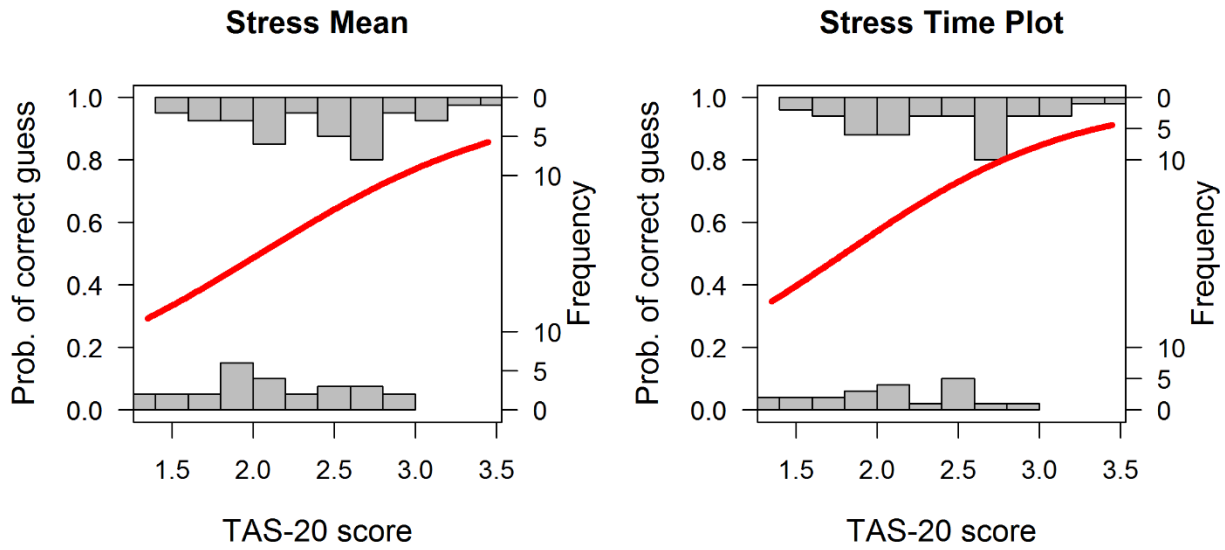 Stress Mean
Prob. of correct guess
1.0
0.8
0.6
0.4
0.2
0.0
0
5
10
10
5
0
Frequency
1.5 2.0 2.5 3.0 3.5
TAS-20 score
Stress Time Plot
Prob. of correct guess
1.0
0.8
0.6
0.4
0.2
0.0
0
5
10
10
5
0
Frequency
1.5 2.0 2.5 3.0 3.5
TAS-20 score